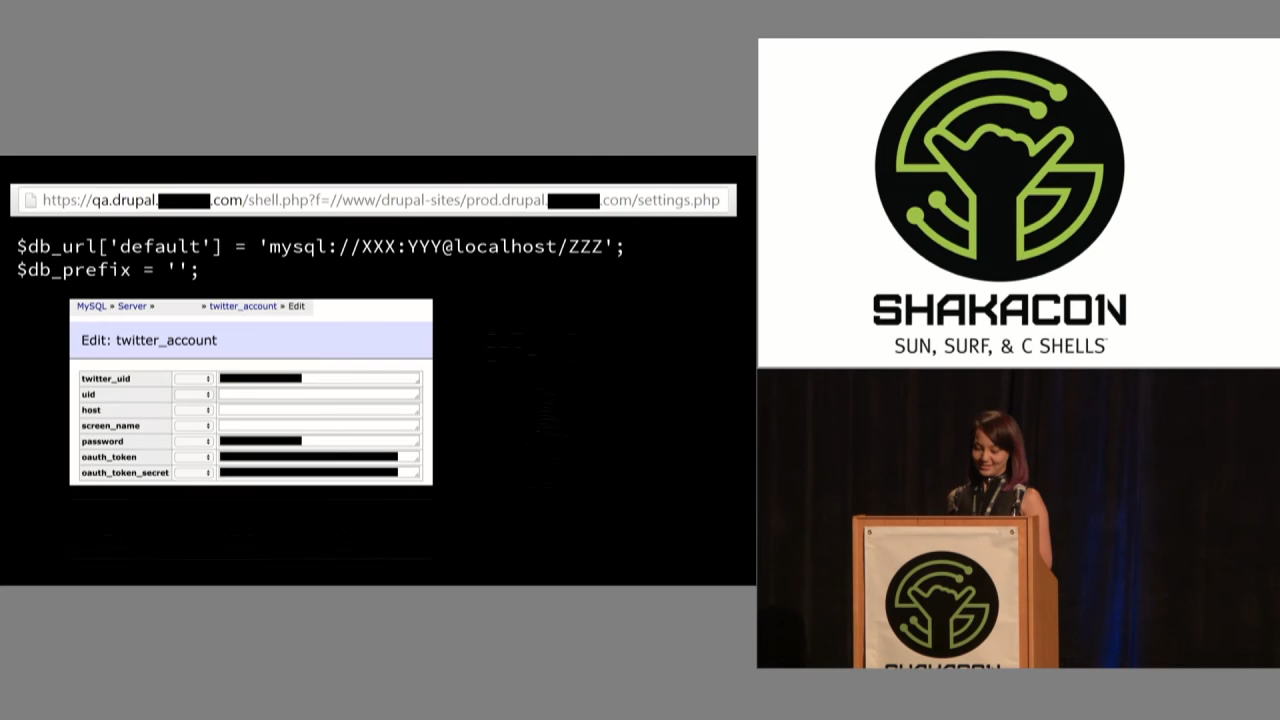 https://qa.drupal. .com/shell.php?f=//www/drupal-sites/prod.drupal. .com/settings.php
$db_url['default'] = 'mysql://XXX:YYY@localhost/ZZZ';
$db_prefix = '';
MySQL » Server » » twitter_account » Edit
Edit: twitter_account
twitter_uid
uid
host
screen_name
password
oauth_token
oauth_token_secret
SHAKACO1N
SUN, SURF, & C SHELLS
S
G
SHAKACON